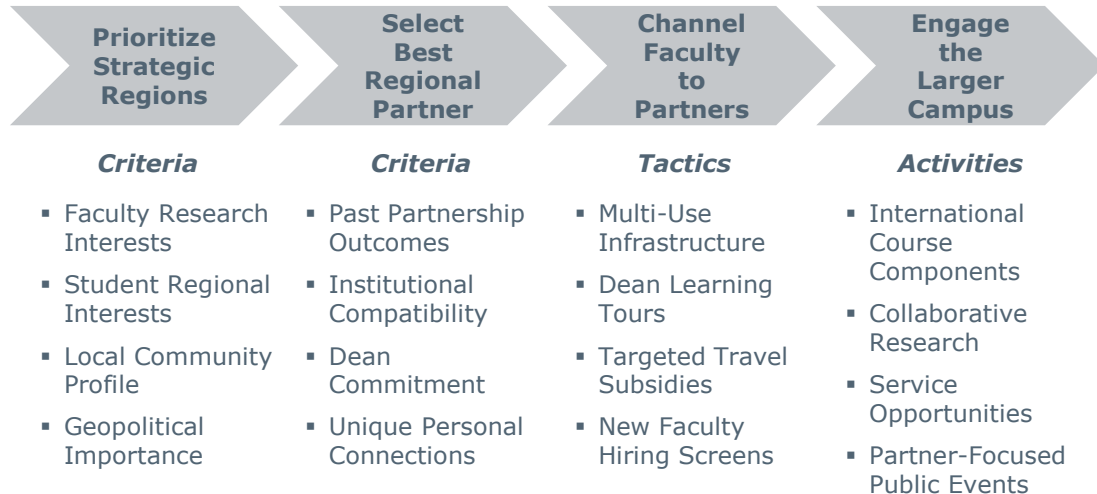 Prioritize
Strategic
Regions
Select
Best
Regional
Partner
Channel
Faculty
to
Partners
Engage
the
Larger
Campus
Criteria
▪ Faculty Research
Interests
▪ Student Regional
Interests
▪ Local Community
Profile
▪ Geopolitical
Importance
Criteria
▪ Past Partnership
Outcomes
▪ Institutional
Compatibility
▪ Dean
Commitment
▪ Unique Personal
Connections
Tactics
▪ Multi-Use
Infrastructure
▪ Dean Learning
Tours
▪ Targeted Travel
Subsidies
▪ New Faculty
Hiring Screens
Activities
▪ International
Course
Components
▪ Collaborative
Research
▪ Service
Opportunities
▪ Partner-Focused
Public Events